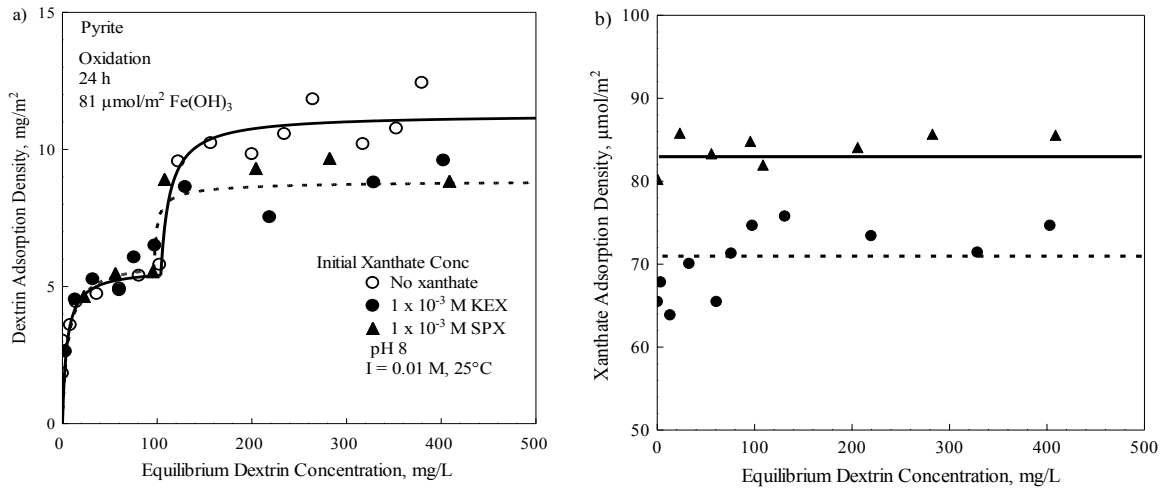 a)
Pyrite
Oxidation
24 h
81 µmol/m² Fe(OH)₃
Dextrin Adsorption Density, mg/m²
15
10
5
0
Initial Xanthate Conc
No xanthate
1 x 10⁻³ M KEX
1 x 10⁻³ M SPX
pH 8
I = 0.01 M, 25°C
0 100 200 300 400 500
Equilibrium Dextrin Concentration, mg/L
b)
Xanthate Adsorption Density, µmol/m²
100
90
80
70
60
50
0 100 200 300 400 500
Equilibrium Dextrin Concentration, mg/L